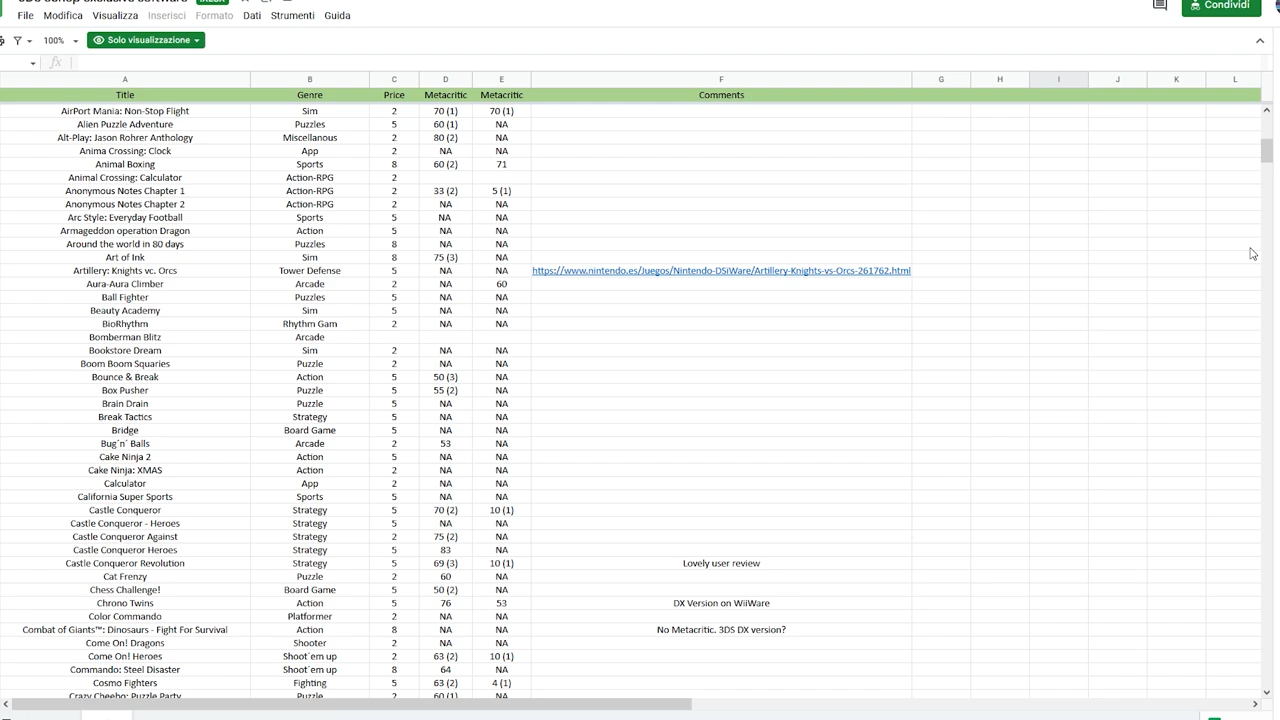 File Modifica Visualizza Inserisci Formato Dati Strumenti Guida Condividi
100% Solo visualizzazione
fx
A B C D E F G H I J K L
Title Genre Price Metacritic Metacritic Comments
AirPort Mania: Non-Stop Flight Sim 2 70 (1) 70 (1)
Alien Puzzle Adventure Puzzles 5 60 (1) NA
Alt-Play: Jason Rohrer Anthology Miscellanous 2 80 (2) NA
Anima Crossing: Clock App 2 NA NA
Animal Boxing Sports 8 60 (2) 71
Animal Crossing: Calculator Action-RPG 2
Anonymous Notes Chapter 1 Action-RPG 2 33 (2) 5 (1)
Anonymous Notes Chapter 2 Action-RPG 2 NA NA
Arc Style: Everyday Football Sports 5 NA NA
Armageddon operation Dragon Action 5 NA NA
Around the world in 80 days Puzzles 8 NA NA
Art of Ink Sim 8 75 (3) NA
Artillery: Knights vc. Orcs Tower Defense 5 NA NA https://www.nintendo.es/Juegos/Nintendo-DSiWare/Artillery-Knights-vs-Orcs-261762.html
Aura-Aura Climber Arcade 2 NA 60
Ball Fighter Puzzles 5 NA NA
Beauty Academy Sim 5 NA NA
BioRhythm Rhythm Gam 2 NA NA
Bomberman Blitz Arcade
Bookstore Dream Sim 2 NA NA
Boom Boom Squaries Puzzle 2 NA NA
Bounce & Break Action 5 50 (3) NA
Box Pusher Puzzle 5 55 (2) NA
Brain Drain Puzzle 5 NA NA
Break Tactics Strategy 5 NA NA
Bridge Board Game 5 NA NA
Bug´n´ Balls Arcade 2 53 NA
Cake Ninja 2 Action 5 NA NA
Cake Ninja: XMAS Action 2 NA NA
Calculator App 2 NA NA
California Super Sports Sports 5 NA NA
Castle Conqueror Strategy 5 70 (2) 10 (1)
Castle Conqueror - Heroes Strategy 5 NA NA
Castle Conqueror Against Strategy 2 75 (2) NA
Castle Conqueror Heroes Strategy 5 83 NA
Castle Conqueror Revolution Strategy 5 69 (3) 10 (1) Lovely user review
Cat Frenzy Puzzle 2 60 NA
Chess Challenge! Board Game 5 50 (2) NA
Chrono Twins Action 5 76 53 DX Version on WiiWare
Color Commando Platformer 2 NA NA
Combat of Giants™: Dinosaurs - Fight For Survival Action 8 NA NA No Metacritic. 3DS DX version?
Come On! Dragons Shooter 2 NA NA
Come On! Heroes Shoot´em up 2 63 (2) 10 (1)
Commando: Steel Disaster Shoot´em up 8 64 NA
Cosmo Fighters Fighting 5 63 (2) 4 (1)
Crazy Cheebo: Puzzle Party Puzzle 2 60 (1) NA